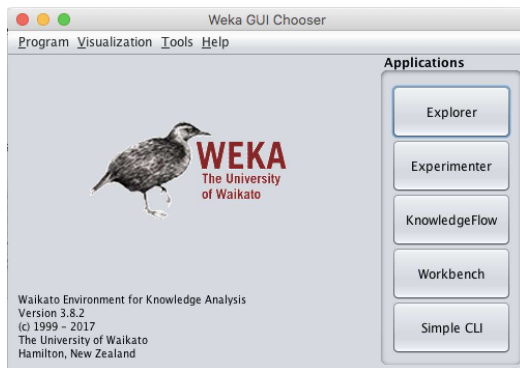 Weka GUI Chooser
Program Visualization Tools Help
Applications
Explorer
Experimenter
KnowledgeFlow
Workbench
Simple CLI
WEKA
The University
of Waikato
Waikato Environment for Knowledge Analysis
Version 3.8.2
(c) 1999 - 2017
The University of Waikato
Hamilton, New Zealand